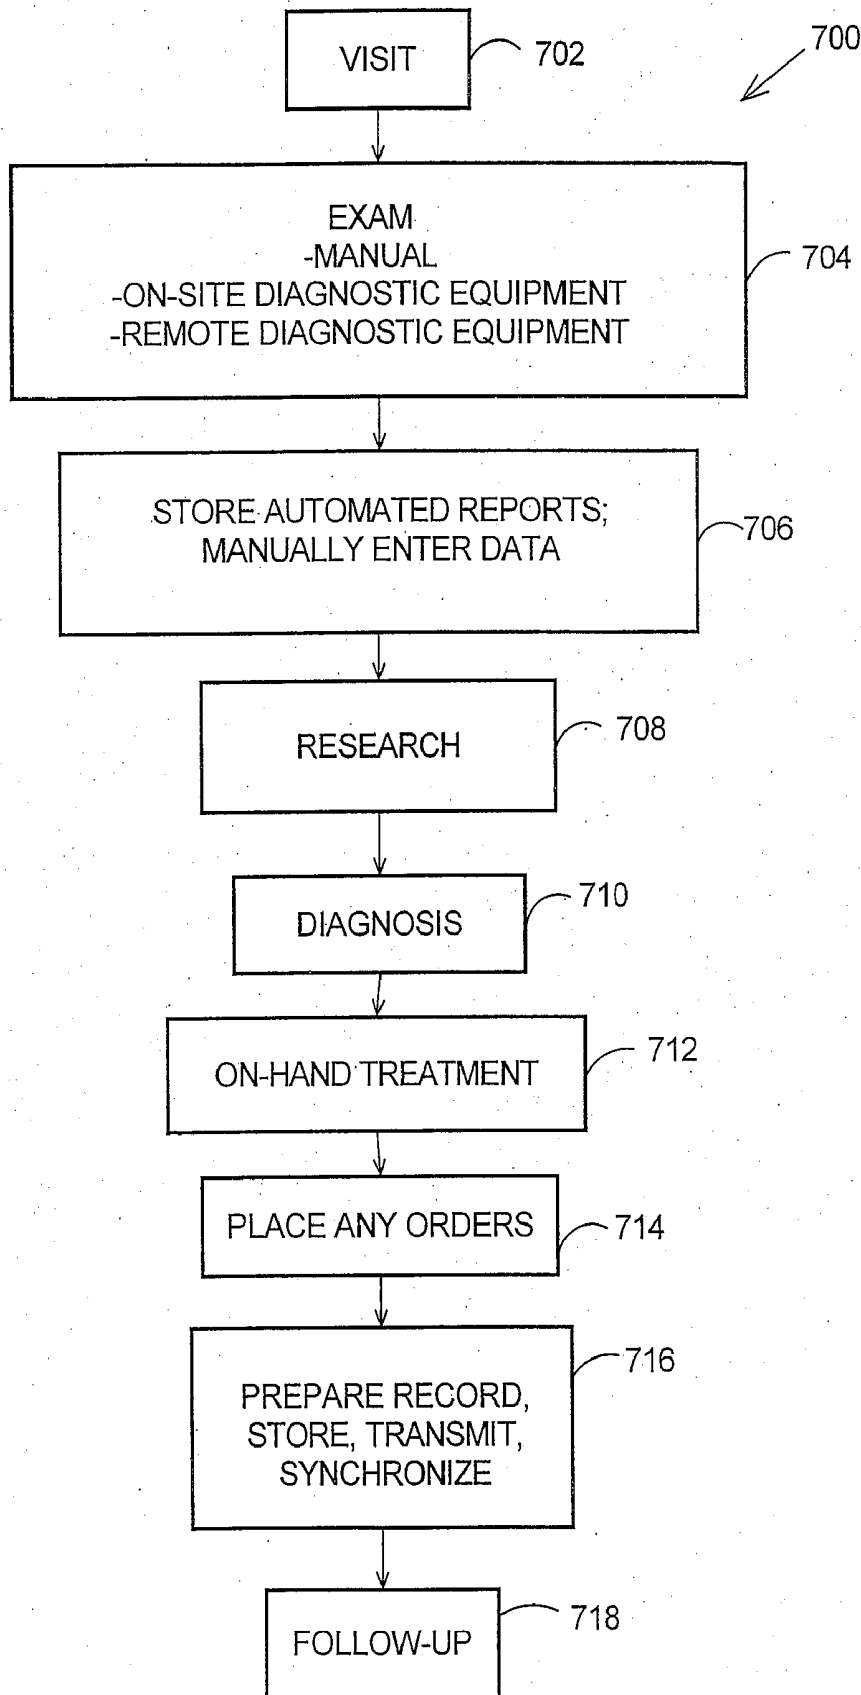 VISIT
702
700
EXAM
-MANUAL
-ON-SITE DIAGNOSTIC EQUIPMENT
-REMOTE DIAGNOSTIC EQUIPMENT
704
STORE AUTOMATED REPORTS;
MANUALLY ENTER DATA
706
RESEARCH
708
DIAGNOSIS
710
ON-HAND TREATMENT
712
PLACE ANY ORDERS
714
PREPARE RECORD,
STORE, TRANSMIT,
SYNCHRONIZE
716
FOLLOW-UP
718